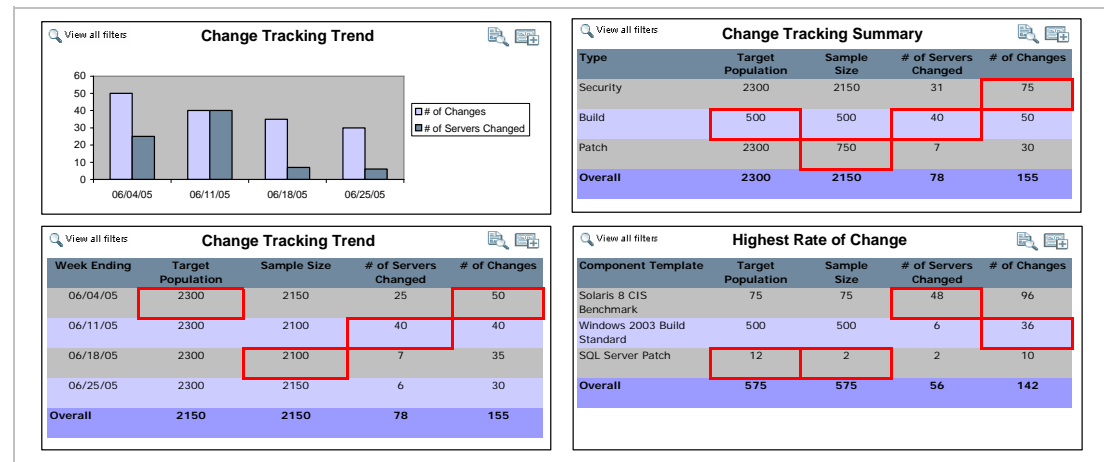 View all filters
Change Tracking Trend
60
50
40
30
20
10
0
06/04/05 06/11/05 06/18/05 06/25/05
# of Changes
# of Servers Changed
View all filters
Change Tracking Summary
Type Target Population Sample Size # of Servers Changed # of Changes
Security 2300 2150 31 75
Build 500 500 40 50
Patch 2300 750 7 30
Overall 2300 2150 78 155
View all filters
Change Tracking Trend
Week Ending Target Population Sample Size # of Servers Changed # of Changes
06/04/05 2300 2150 25 50
06/11/05 2300 2100 40 40
06/18/05 2300 2100 7 35
06/25/05 2300 2150 6 30
Overall 2150 2150 78 155
View all filters
Highest Rate of Change
Component Template Target Population Sample Size # of Servers Changed # of Changes
Solaris 8 CIS Benchmark 75 75 48 96
Windows 2003 Build Standard 500 500 6 36
SQL Server Patch 12 2 2 10
Overall 575 575 56 142